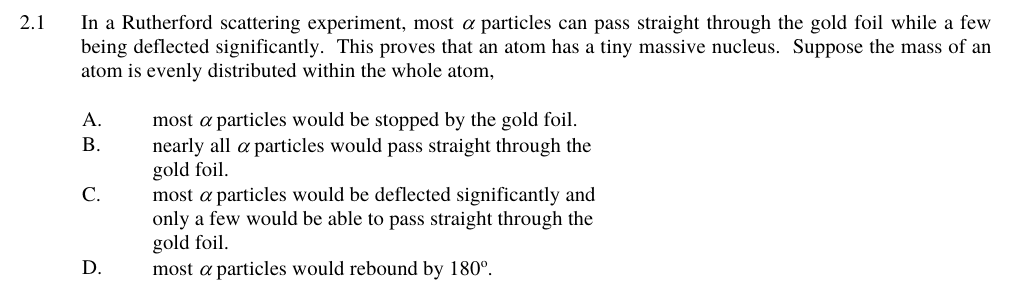 2.1 In a Rutherford scattering experiment, most α particles can pass straight through the gold foil while a few
being deflected significantly. This proves that an atom has a tiny massive nucleus. Suppose the mass of an
atom is evenly distributed within the whole atom,
A. most α particles would be stopped by the gold foil.
B. nearly all α particles would pass straight through the
gold foil.
C. most α particles would be deflected significantly and
only a few would be able to pass straight through the
gold foil.
D. most α particles would rebound by 180º.